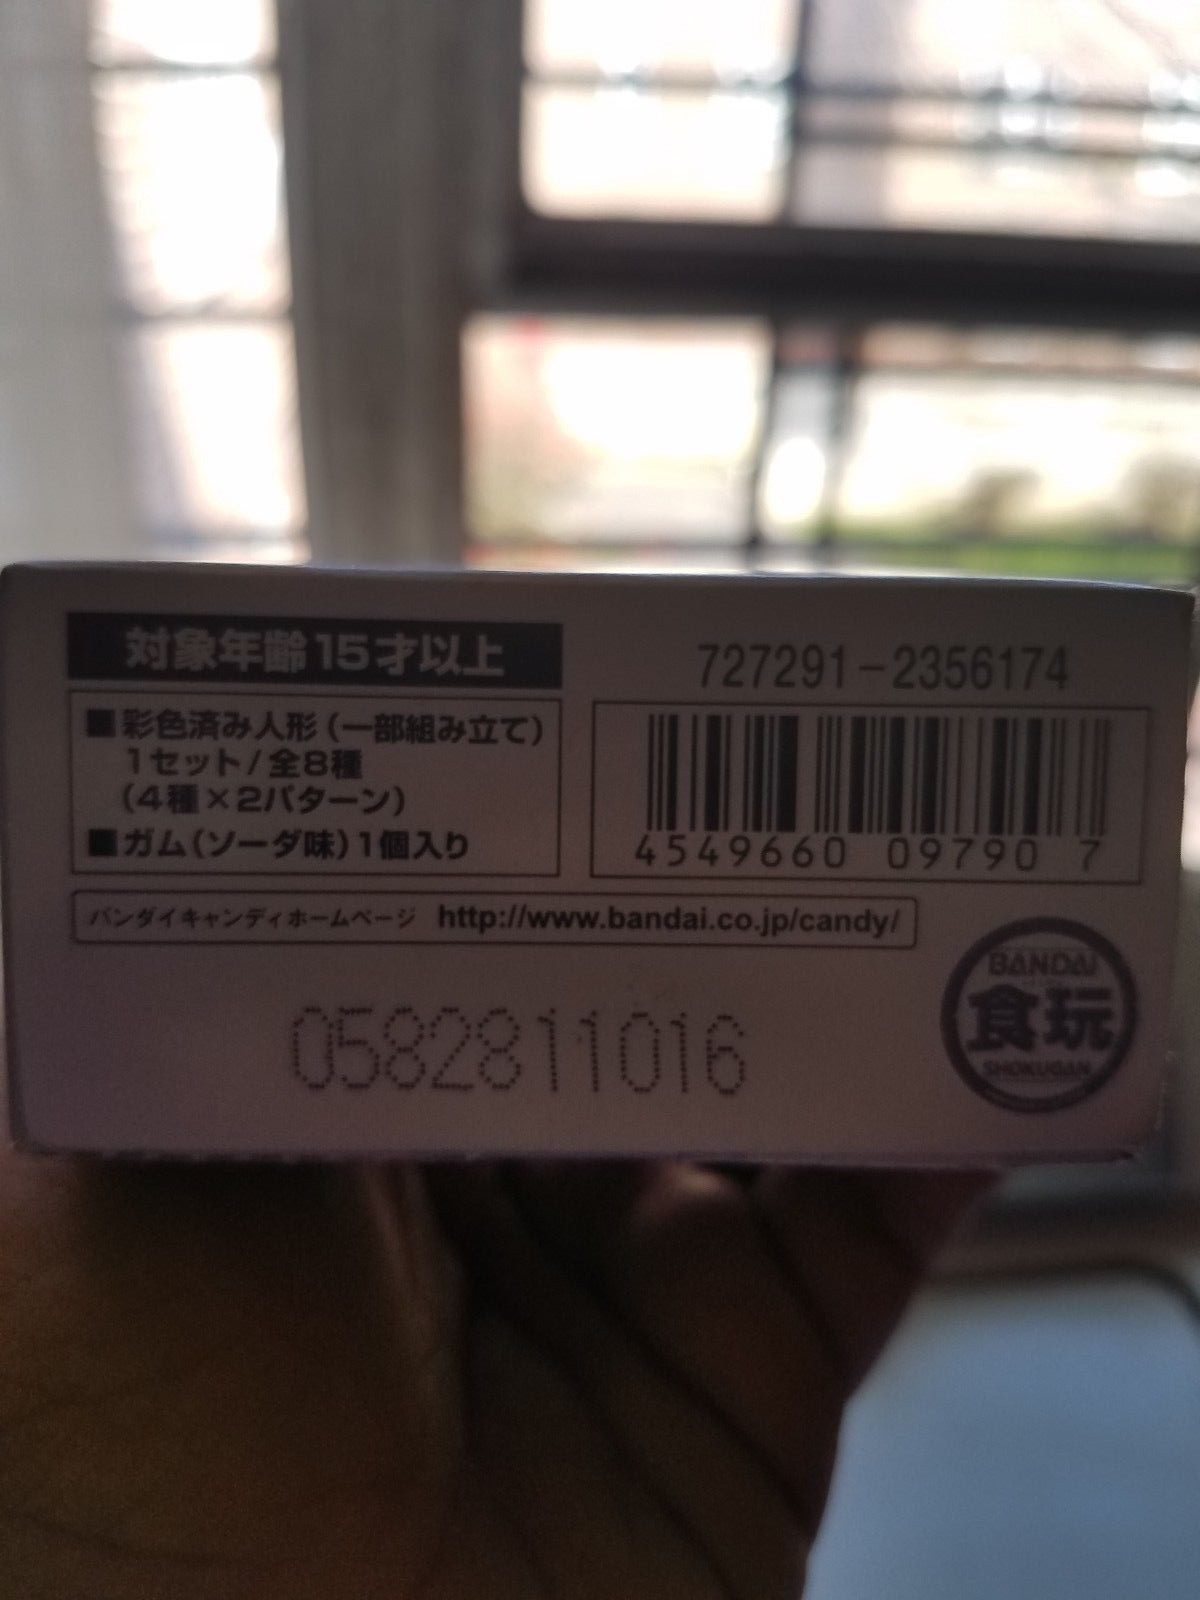 対象年齢15才以上
■彩色済み人形(一部組み立て)
1セット/全8種
(4種×2パターン)
■ガム(ソーダ味)1個入り
727291-2356174
4549660 09790 7
バンダイキャンディホームページ http://www.bandai.co.jp/candy/
0582811016
BANDAI
食玩
SHOKUGAN